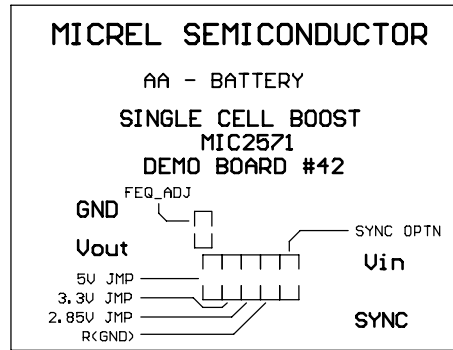 MICREL SEMICONDUCTOR
AA - BATTERY
SINGLE CELL BOOST
MIC2571
DEMO BOARD #42
FEQ_ADJ
GND
SYNC OPTN
Vout
Vin
5V JMP
3.3V JMP
2.85V JMP
SYNC
R(GND)